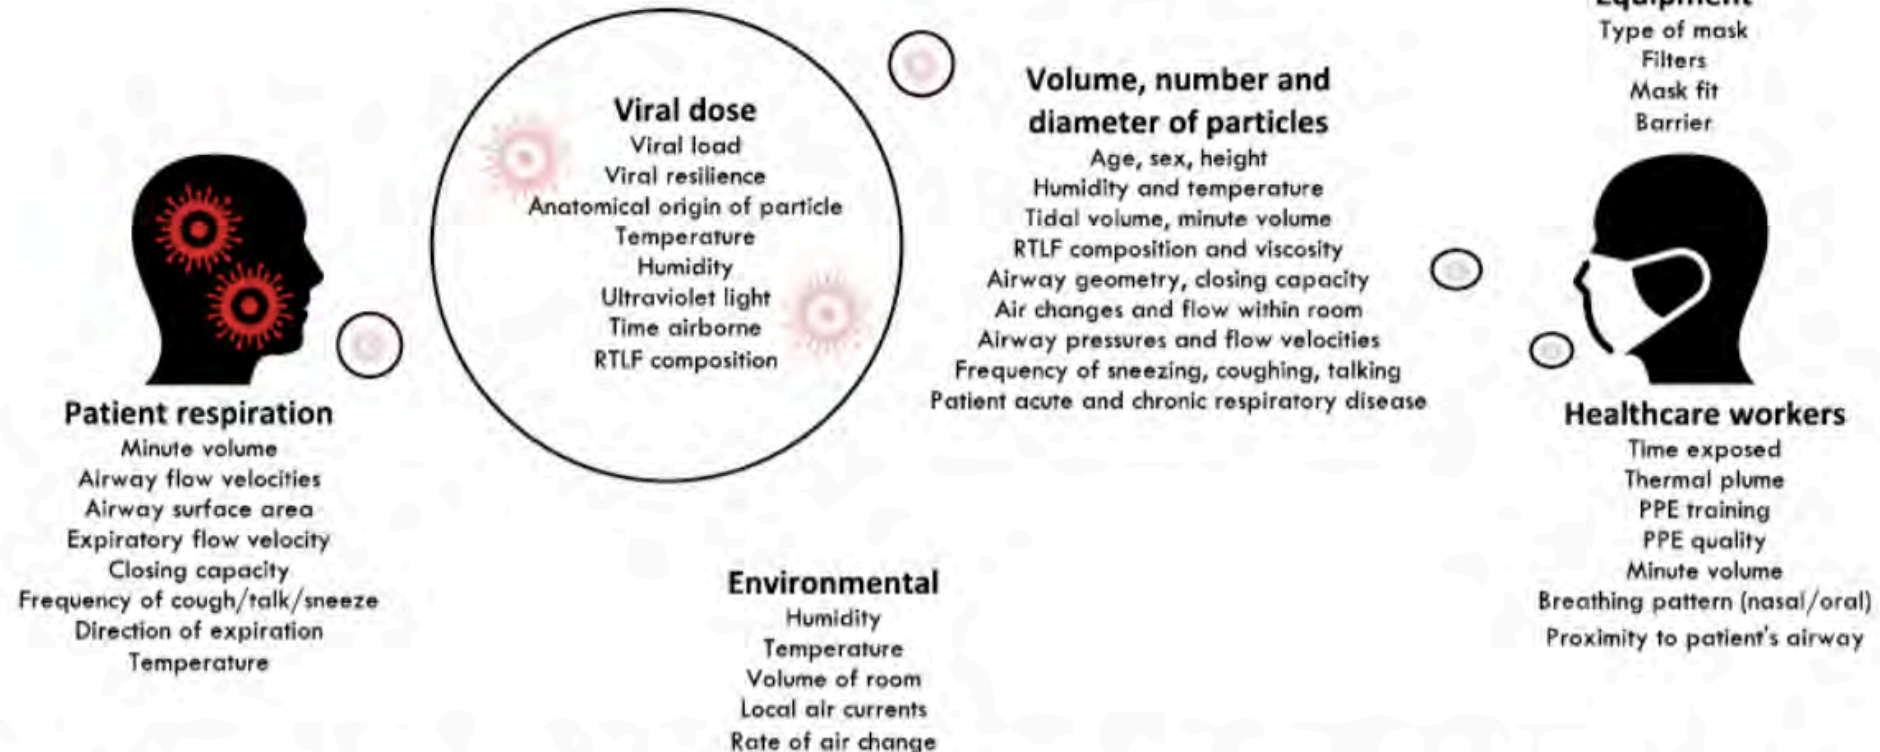 Viral dose
Viral load
Viral resilience
Anatomical origin of particle
Temperature
Humidity
Ultraviolet light
Time airborne
RTLF composition
Volume, number and
diameter of particles
Age, sex, height
Humidity and temperature
Tidal volume, minute volume
RTLF composition and viscosity
Airway geometry, closing capacity
Air changes and flow within room
Airway pressures and flow velocities
Frequency of sneezing, coughing, talking
Patient acute and chronic respiratory disease
Equipment
Type of mask
Filters
Mask fit
Barrier
Patient respiration
Minute volume
Airway flow velocities
Airway surface area
Expiratory flow velocity
Closing capacity
Frequency of cough/talk/sneeze
Direction of expiration
Temperature
Environmental
Humidity
Temperature
Volume of room
Local air currents
Rate of air change
Healthcare workers
Time exposed
Thermal plume
PPE training
PPE quality
Minute volume
Breathing pattern (nasal/oral)
Proximity to patient's airway